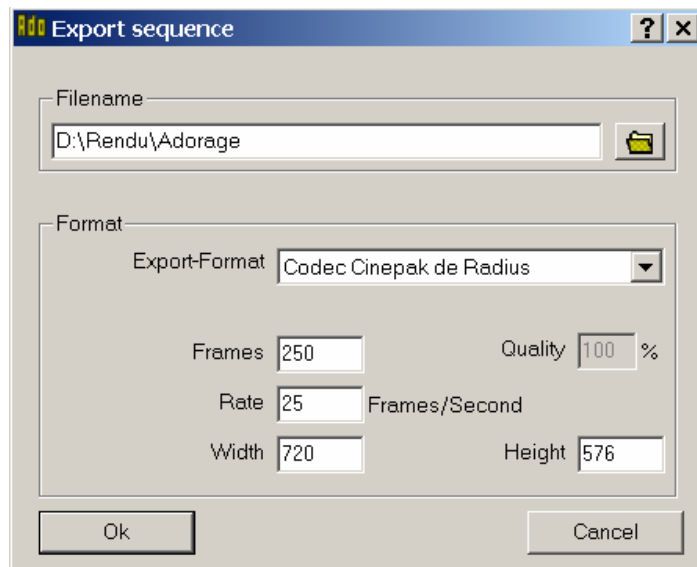 Ado Export sequence ?
Filename
D:\Rendu\Adorage
Format
Export-Format Codec Cinepak de Radius
Frames 250 Quality 100 %
Rate 25 Frames/Second
Width 720 Height 576
Ok Cancel